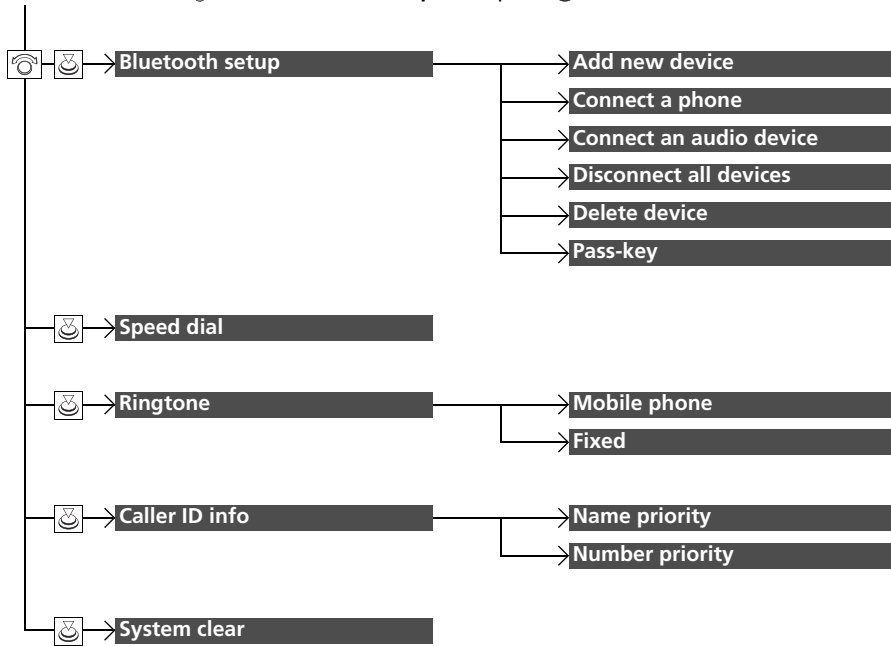 Bluetooth setup
Add new device
Connect a phone
Connect an audio device
Disconnect all devices
Delete device
Pass-key
Speed dial
Ringtone
Mobile phone
Fixed
Caller ID info
Name priority
Number priority
System clear